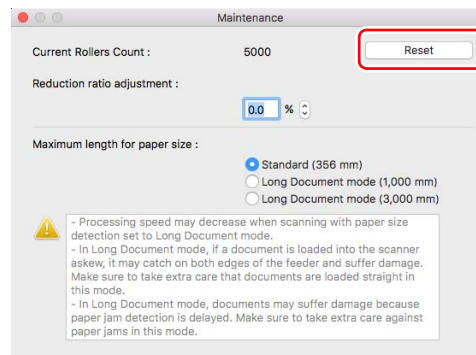 Maintenance
Current Rollers Count : 5000 Reset
Reduction ratio adjustment :
0.0 %
Maximum length for paper size :
Standard (356 mm)
Long Document mode (1,000 mm)
Long Document mode (3,000 mm)
- Processing speed may decrease when scanning with paper size
detection set to Long Document mode.
- In Long Document mode, if a document is loaded into the scanner
askew, it may catch on both edges of the feeder and suffer damage.
Make sure to take extra care that documents are loaded straight in
this mode.
- In Long Document mode, documents may suffer damage because
paper jam detection is delayed. Make sure to take extra care against
paper jams in this mode.